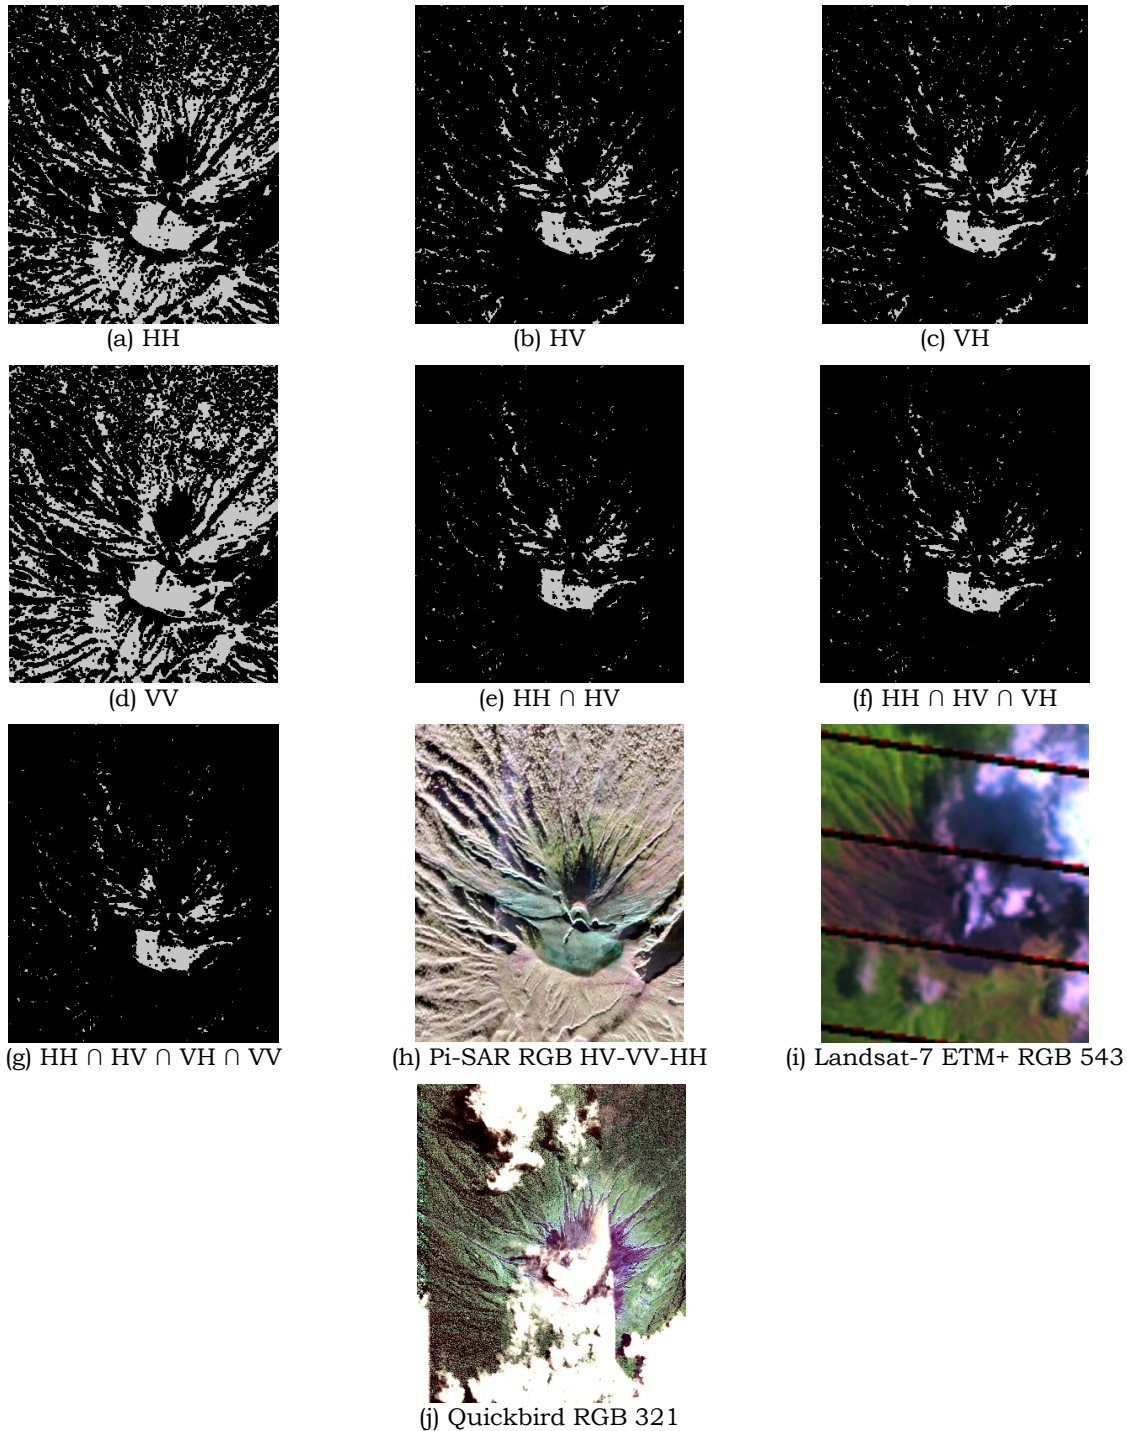 (a) HH
(b) HV
(c) VH
(d) VV
(e) HH ∩ HV
(f) HH ∩ HV ∩ VH
(g) HH ∩ HV ∩ VH ∩ VV
(h) Pi-SAR RGB HV-VV-HH
(i) Landsat-7 ETM+ RGB 543
(j) Quickbird RGB 321